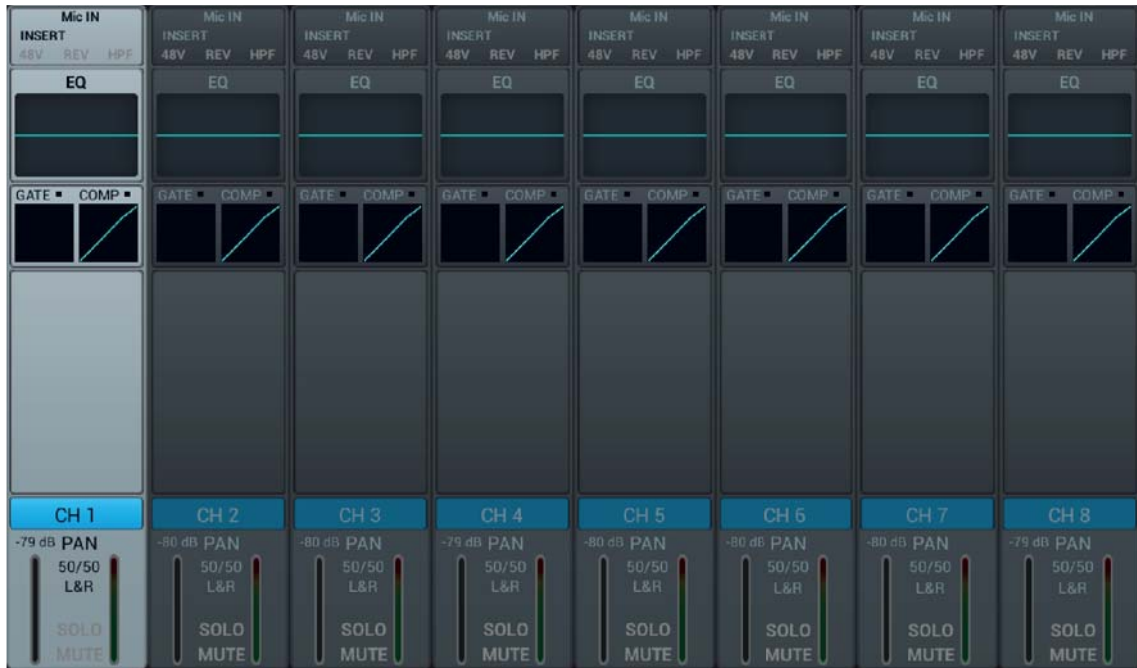 Mic IN Mic IN Mic IN Mic IN Mic IN Mic IN Mic IN Mic IN
INSERT INSERT INSERT INSERT INSERT INSERT INSERT INSERT
48V REV HPF 48V REV HPF 48V REV HPF 48V REV HPF 48V REV HPF 48V REV HPF 48V REV HPF 48V REV HPF
EQ EQ EQ EQ EQ EQ EQ EQ
GATE COMP GATE COMP GATE COMP GATE COMP GATE COMP GATE COMP GATE COMP GATE COMP
CH 1 CH 2 CH 3 CH 4 CH 5 CH 6 CH 7 CH 8
-79 dB PAN -80 dB PAN -80 dB PAN -79 dB PAN -80 dB PAN -80 dB PAN -80 dB PAN -79 dB PAN
50/50 50/50 50/50 50/50 50/50 50/50 50/50 50/50
L&R L&R L&R L&R L&R L&R L&R L&R
SOLO SOLO SOLO SOLO SOLO SOLO SOLO SOLO
MUTE MUTE MUTE MUTE MUTE MUTE MUTE MUTE